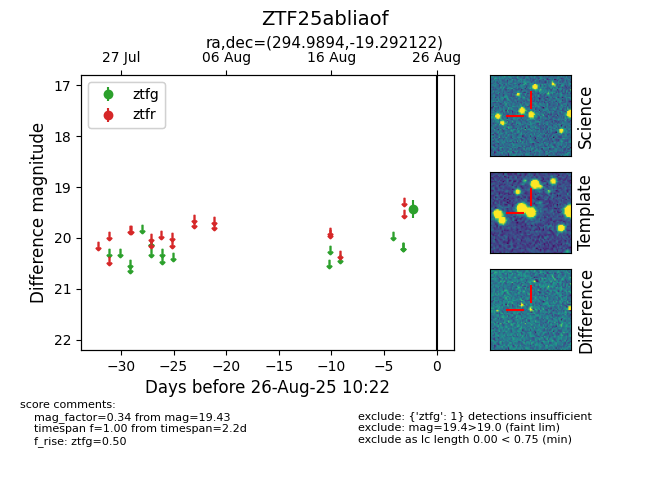 ZTF25abliaof
ra,dec=(294.9894,-19.292122)
27 Jul
06 Aug
16 Aug
26 Aug
ztfg
ztfr
17
18
19
20
21
22
Difference magnitude
−30
−25
−20
−15
−10
−5
0
Days before 26-Aug-25 10:22
Science
Template
Difference
score comments:
mag_factor=0.34 from mag=19.43
timespan f=1.00 from timespan=2.2d
f_rise: ztfg=0.50
exclude: {'ztfg': 1} detections insufficient
exclude: mag=19.4>19.0 (faint lim)
exclude as lc length 0.00 < 0.75 (min)